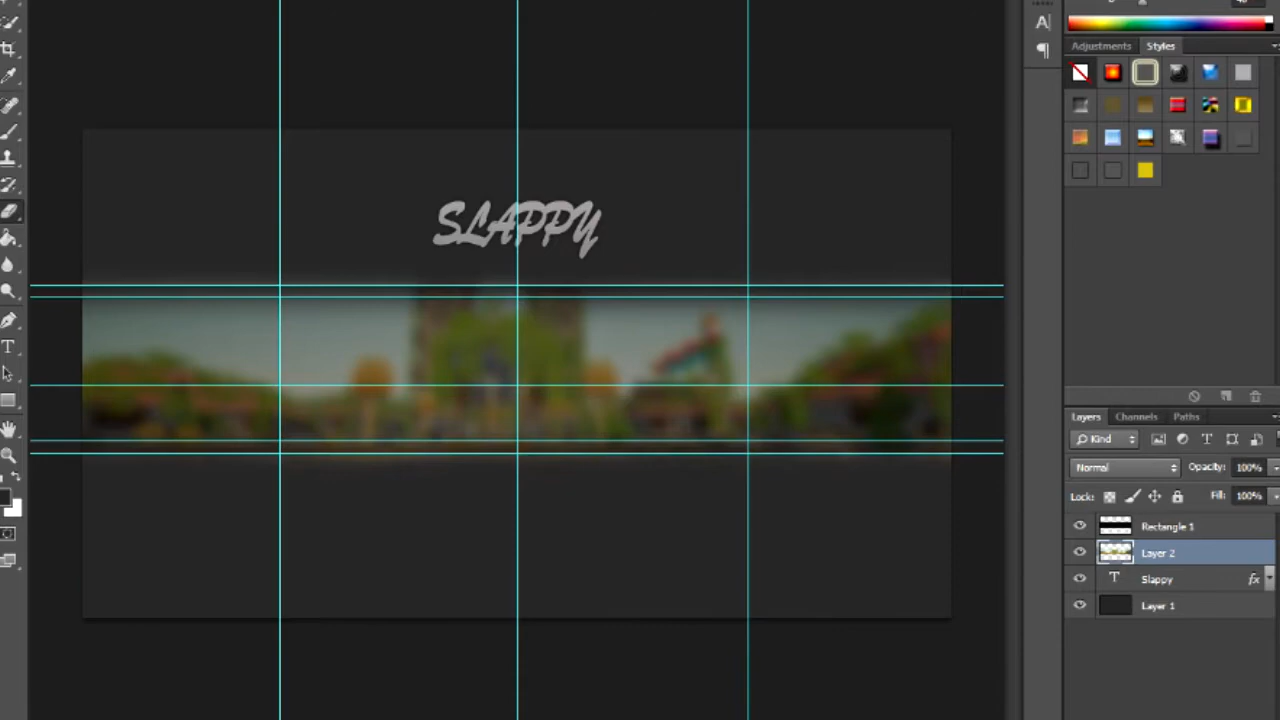 A|
¶
Adjustments Styles
SLAPPY
T
Layers Channels Paths
Kind
T
Normal Opacity: 100%
Lock: Fill: 100%
Rectangle 1
Layer 2
T Slappy fx
Layer 1